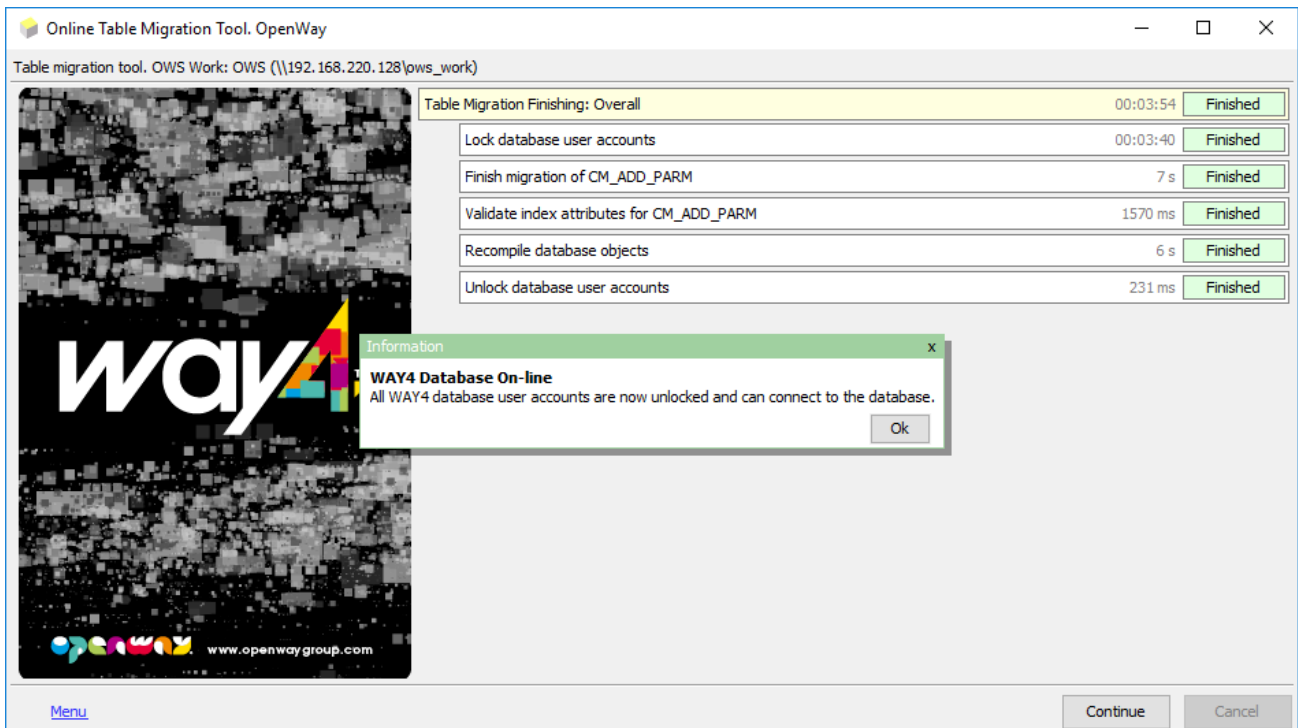 Online Table Migration Tool. OpenWay
Table migration tool. OWS Work: OWS (\\192.168.220.128\ows_work)
Table Migration Finishing: Overall 00:03:54 Finished
Lock database user accounts 00:03:40 Finished
Finish migration of CM_ADD_PARM 7 s Finished
Validate index attributes for CM_ADD_PARM 1570 ms Finished
Recompile database objects 6 s Finished
Unlock database user accounts 231 ms Finished
way4
Information x
WAY4 Database On-line
All WAY4 database user accounts are now unlocked and can connect to the database.
Ok
openway. www.openwaygroup.com
Menu Continue Cancel